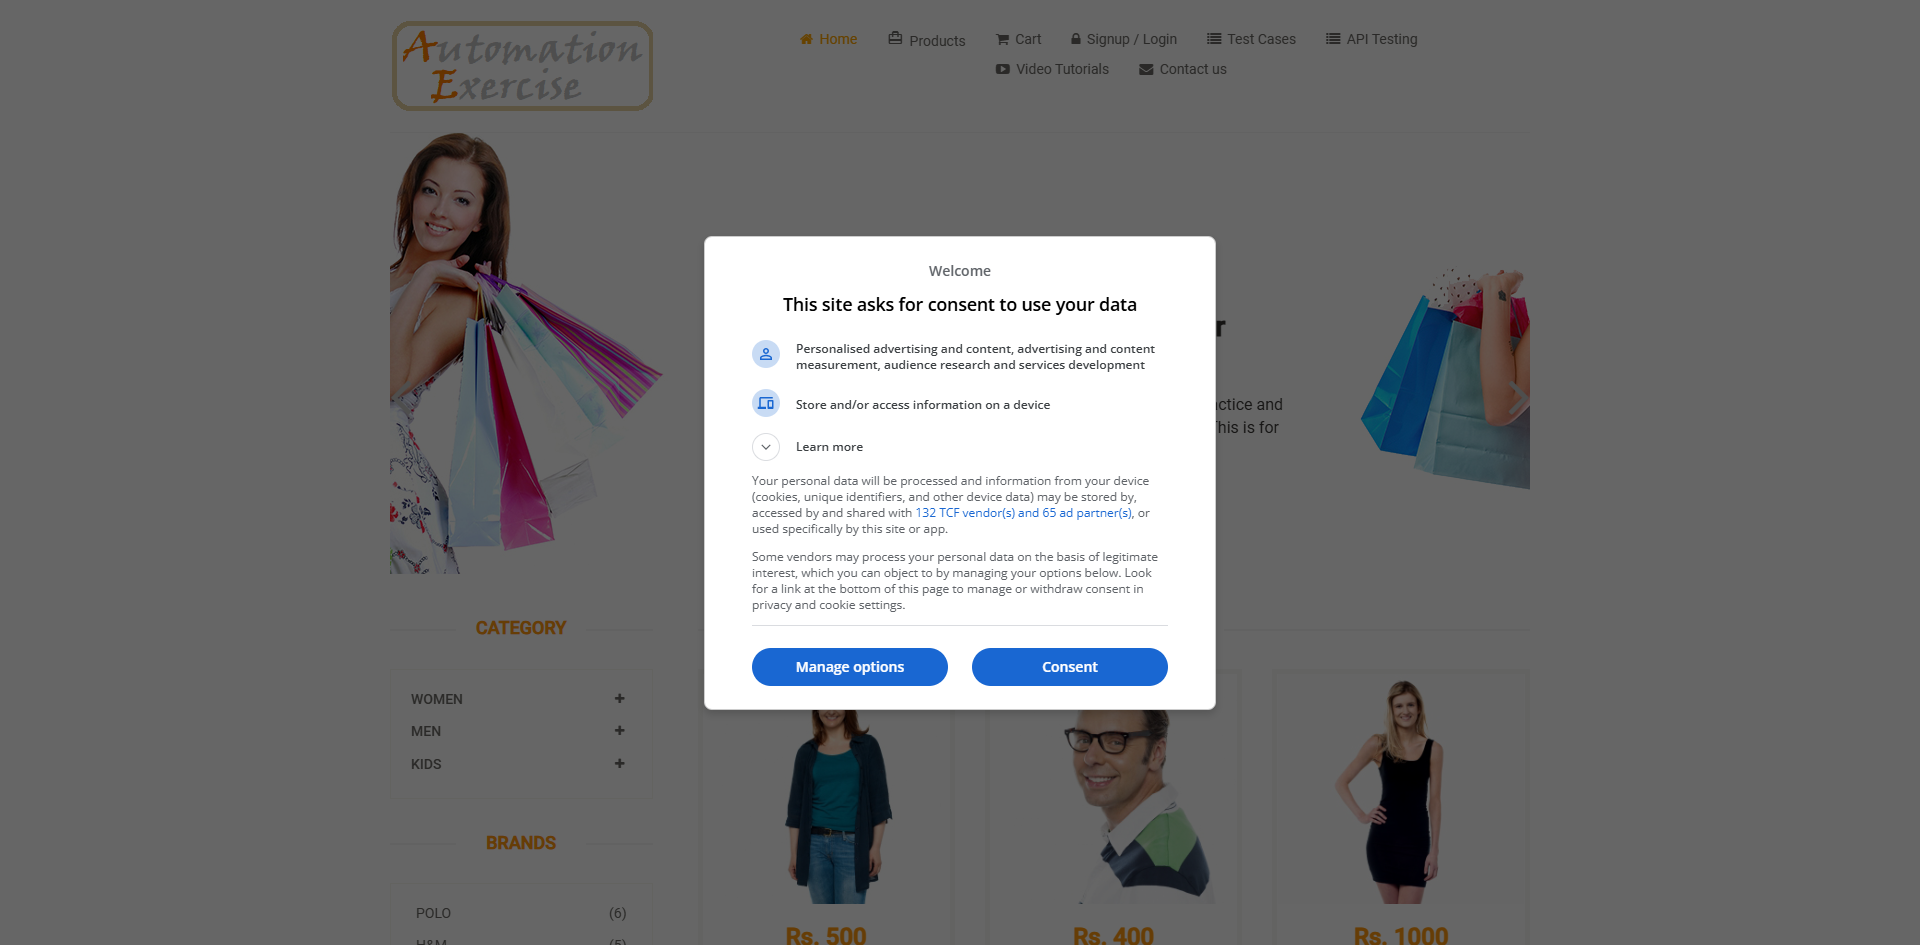 Automation
Exercise
Home
Products
Cart
Signup / Login
Test Cases
API Testing
Video Tutorials
Contact us
Welcome
This site asks for consent to use your data
Personalised advertising and content, advertising and content
measurement, audience research and services development
Store and/or access information on a device
Learn more
Your personal data will be processed and information from your device
(cookies, unique identifiers, and other device data) may be stored by,
accessed by and shared with 132 TCF vendor(s) and 65 ad partner(s), or
used specifically by this site or app.
Some vendors may process your personal data on the basis of legitimate
interest, which you can object to by managing your options below. Look
for a link at the bottom of this page to manage or withdraw consent in
privacy and cookie settings.
Manage options
Consent
and
This is for
CATEGORY
WOMEN
MEN
KIDS
BRANDS
POLO (6)
H&M (5)
Rs. 500
Rs. 400
Rs. 1000